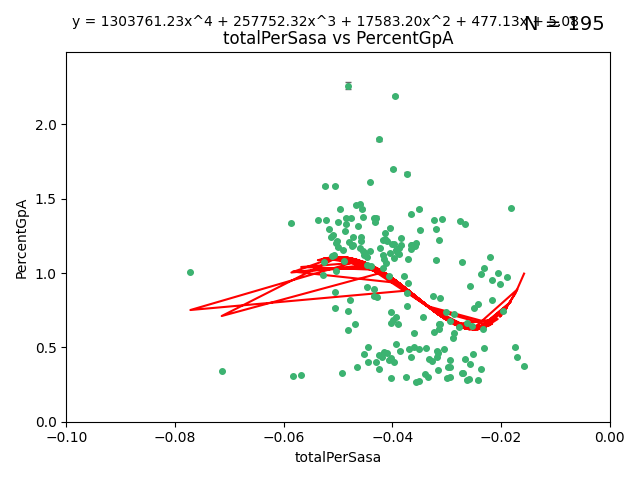 y = 1303761.23x^4 + 257752.32x^3 + 17583.20x^2 + 477.13x + 5.08
N = 195
totalPerSasa vs PercentGpA
PercentGpA
2.0
1.5
1.0
0.5
0.0
−0.10 −0.08 −0.06 −0.04 −0.02 0.00
totalPerSasa